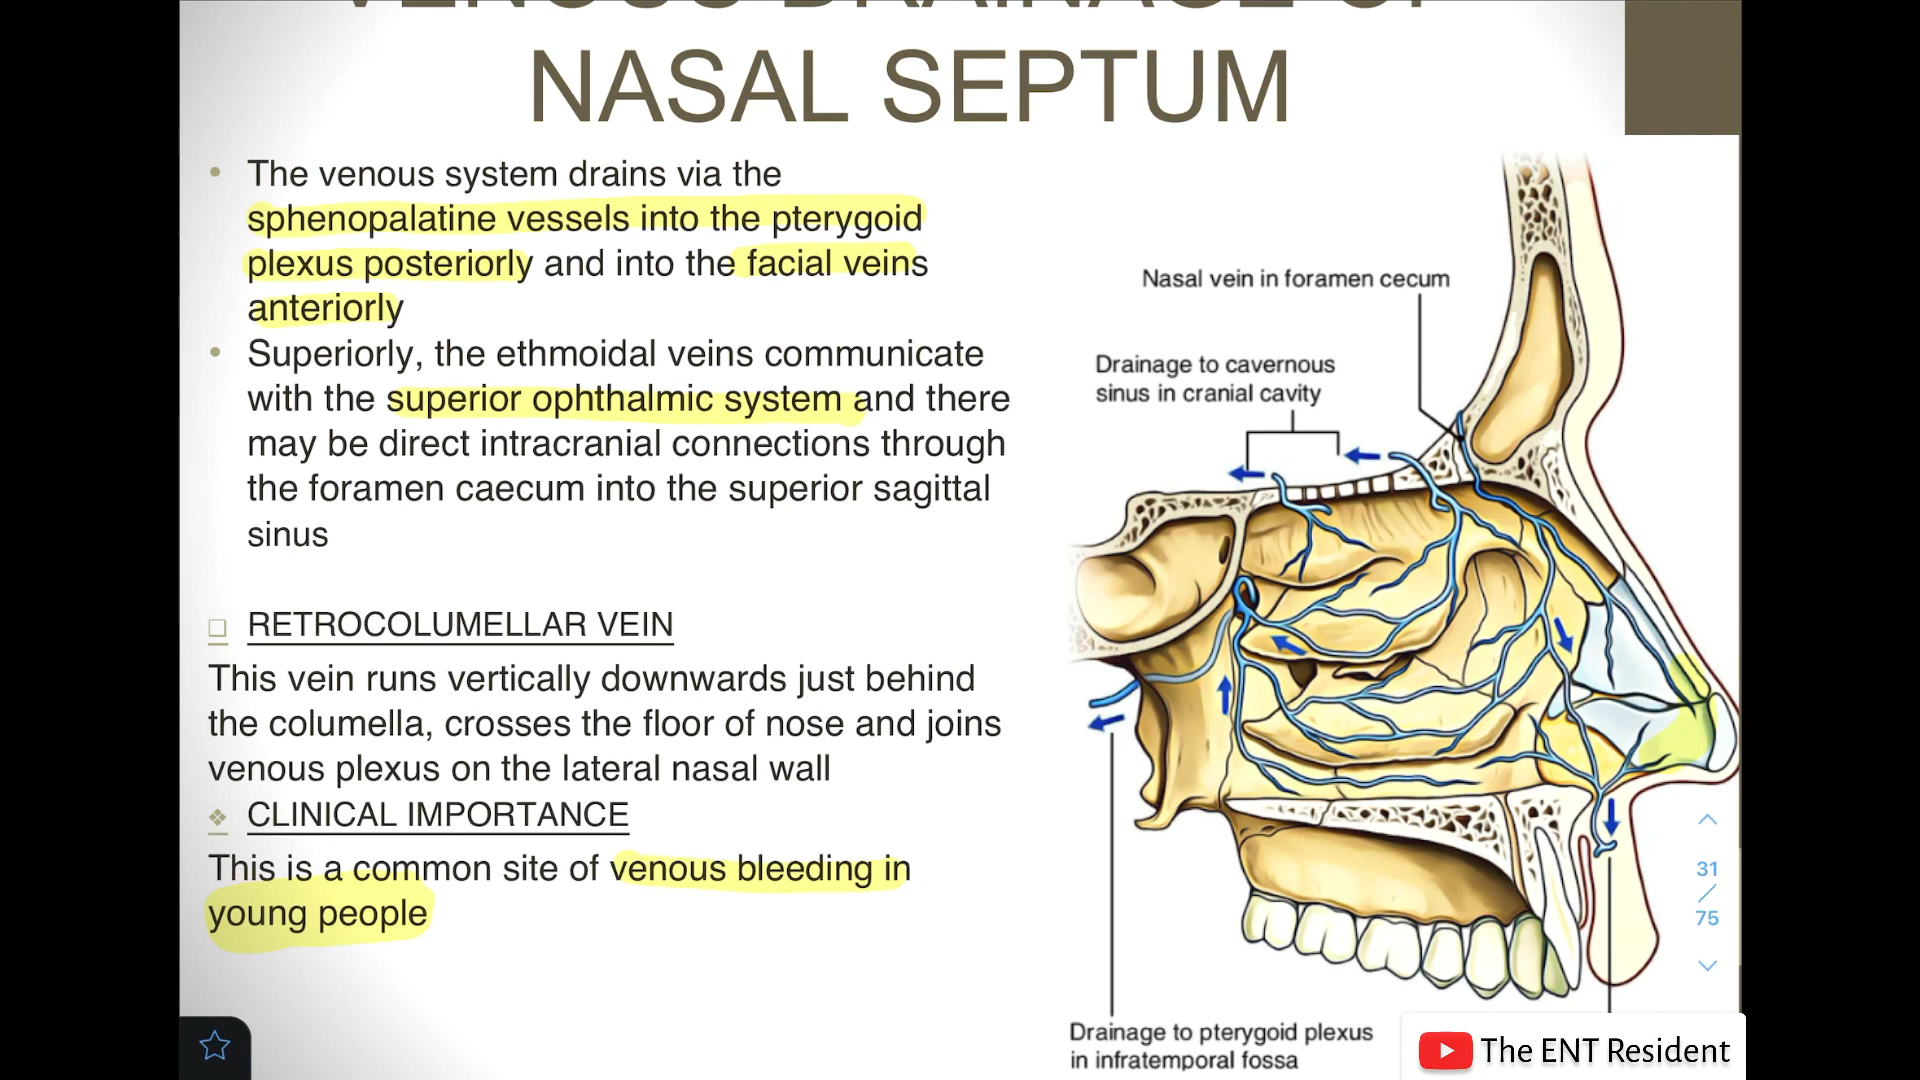 VENOUS DRAINAGE OF
NASAL SEPTUM
• The venous system drains via the
sphenopalatine vessels into the pterygoid
plexus posteriorly and into the facial veins
anteriorly
• Superiorly, the ethmoidal veins communicate
with the superior ophthalmic system and there
may be direct intracranial connections through
the foramen caecum into the superior sagittal
sinus
❑ RETROCOLUMELLAR VEIN
This vein runs vertically downwards just behind
the columella, crosses the floor of nose and joins
venous plexus on the lateral nasal wall
❖ CLINICAL IMPORTANCE
This is a common site of venous bleeding in
young people
Nasal vein in foramen cecum
Drainage to cavernous
sinus in cranial cavity
Drainage to pterygoid plexus
in infratemporal fossa
31
/
75
The ENT Resident